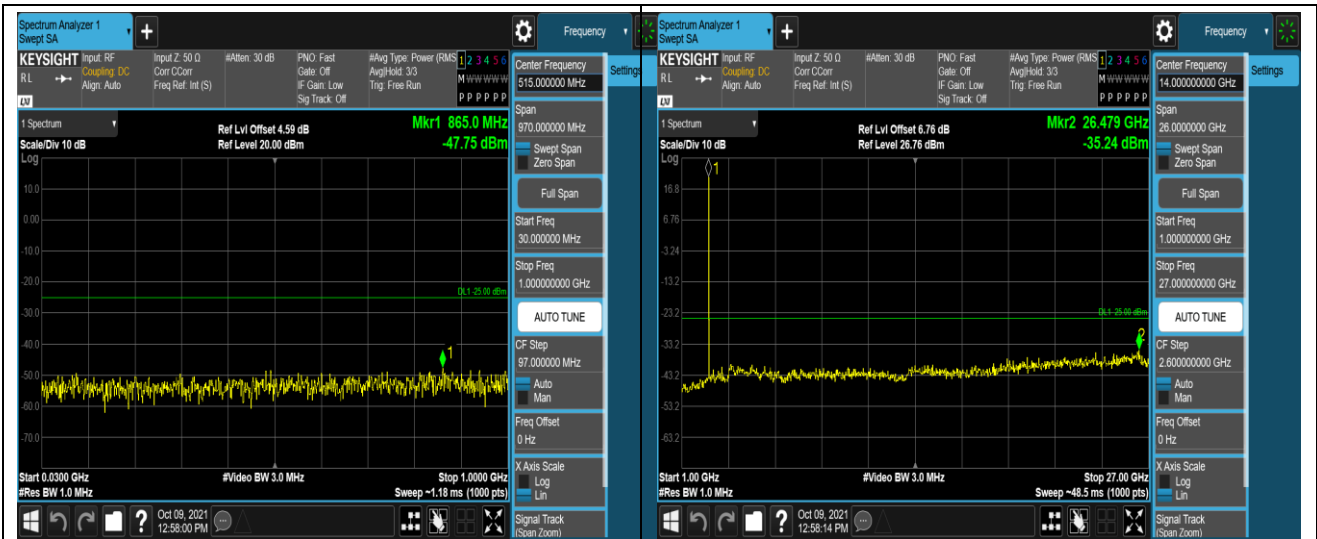 Spectrum Analyzer 1
Swept SA
Frequency
KEYSIGHT
RL
LXI
Input: RF
Coupling: DC
Align: Auto
Input Z: 50 Ω
Corr CCorr
Freq Ref: Int (S)
#Atten: 30 dB
PNO: Fast
Gate: Off
IF Gain: Low
Sig Track: Off
#Avg Type: Power (RMS
Avg|Hold: 3/3
Trig: Free Run
1 2 3 4 5 6
M W W W W W
P P P P P P
Center Frequency
515.000000 MHz
Settings
1 Spectrum
Scale/Div 10 dB
Log
Ref Lvl Offset 4.59 dB
Ref Level 20.00 dBm
Mkr1 865.0 MHz
-47.75 dBm
10.0
0.00
-10.0
-20.0
-30.0
-40.0
-50.0
-60.0
-70.0
DL1 -25.00 dBm
1
Start 0.0300 GHz
#Res BW 1.0 MHz
#Video BW 3.0 MHz
Stop 1.0000 GHz
Sweep ~1.18 ms (1000 pts)
Span
970.000000 MHz
Swept Span
Zero Span
Full Span
Start Freq
30.000000 MHz
Stop Freq
1.000000000 GHz
AUTO TUNE
CF Step
97.000000 MHz
Auto
Man
Freq Offset
0 Hz
X Axis Scale
Log
Lin
Signal Track
(Span Zoom)
?
Oct 09, 2021
12:58:00 PM
Spectrum Analyzer 1
Swept SA
Frequency
KEYSIGHT
RL
LXI
Input: RF
Coupling: DC
Align: Auto
Input Z: 50 Ω
Corr CCorr
Freq Ref: Int (S)
#Atten: 30 dB
PNO: Fast
Gate: Off
IF Gain: Low
Sig Track: Off
#Avg Type: Power (RMS
Avg|Hold: 3/3
Trig: Free Run
1 2 3 4 5 6
M W W W W W
P P P P P P
Center Frequency
14.000000000 GHz
Settings
1 Spectrum
Scale/Div 10 dB
Log
Ref Lvl Offset 6.76 dB
Ref Level 26.76 dBm
Mkr2 26.479 GHz
-35.24 dBm
16.8
6.76
-3.24
-13.2
-23.2
-33.2
-43.2
-53.2
-63.2
1
DL1 -25.00 dBm
2
Start 1.00 GHz
#Res BW 1.0 MHz
#Video BW 3.0 MHz
Stop 27.00 GHz
Sweep ~48.5 ms (1000 pts)
Span
26.0000000 GHz
Swept Span
Zero Span
Full Span
Start Freq
1.000000000 GHz
Stop Freq
27.000000000 GHz
AUTO TUNE
CF Step
2.600000000 GHz
Auto
Man
Freq Offset
0 Hz
X Axis Scale
Log
Lin
Signal Track
(Span Zoom)
?
Oct 09, 2021
12:58:14 PM